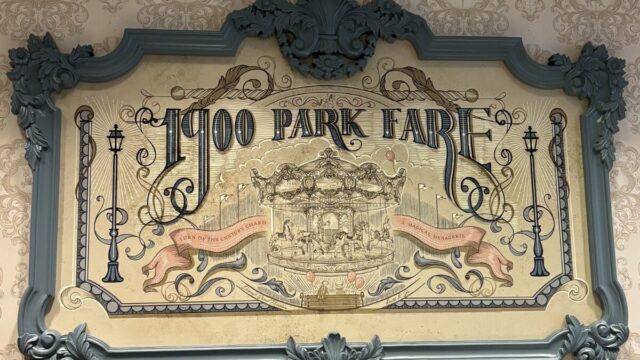 1900 PARK FARE
TURN OF THE CENTURY CHARM
A MAGICAL MENAGERIE